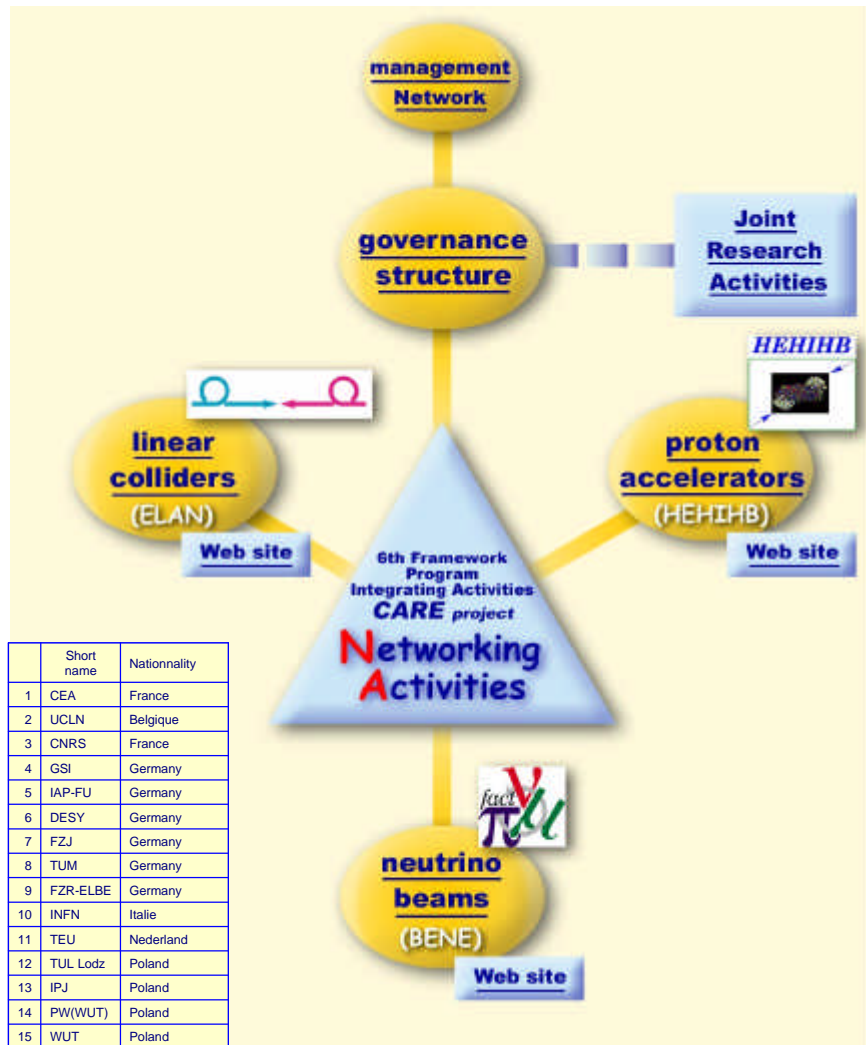 management
Network
governance
structure
Joint
Research
Activities
HEHIHB
linear
colliders
(ELAN)
Web site
proton
accelerators
(HEHIHB)
Web site
6th Framework
Program
Integrating Activities
CARE project
Networking
Activities
fact
πνμ
neutrino
beams
(BENE)
Web site
Short name Nationnality
1 CEA France
2 UCLN Belgique
3 CNRS France
4 GSI Germany
5 IAP-FU Germany
6 DESY Germany
7 FZJ Germany
8 TUM Germany
9 FZR-ELBE Germany
10 INFN Italie
11 TEU Nederland
12 TUL Lodz Poland
13 IPJ Poland
14 PW(WUT) Poland
15 WUT Poland